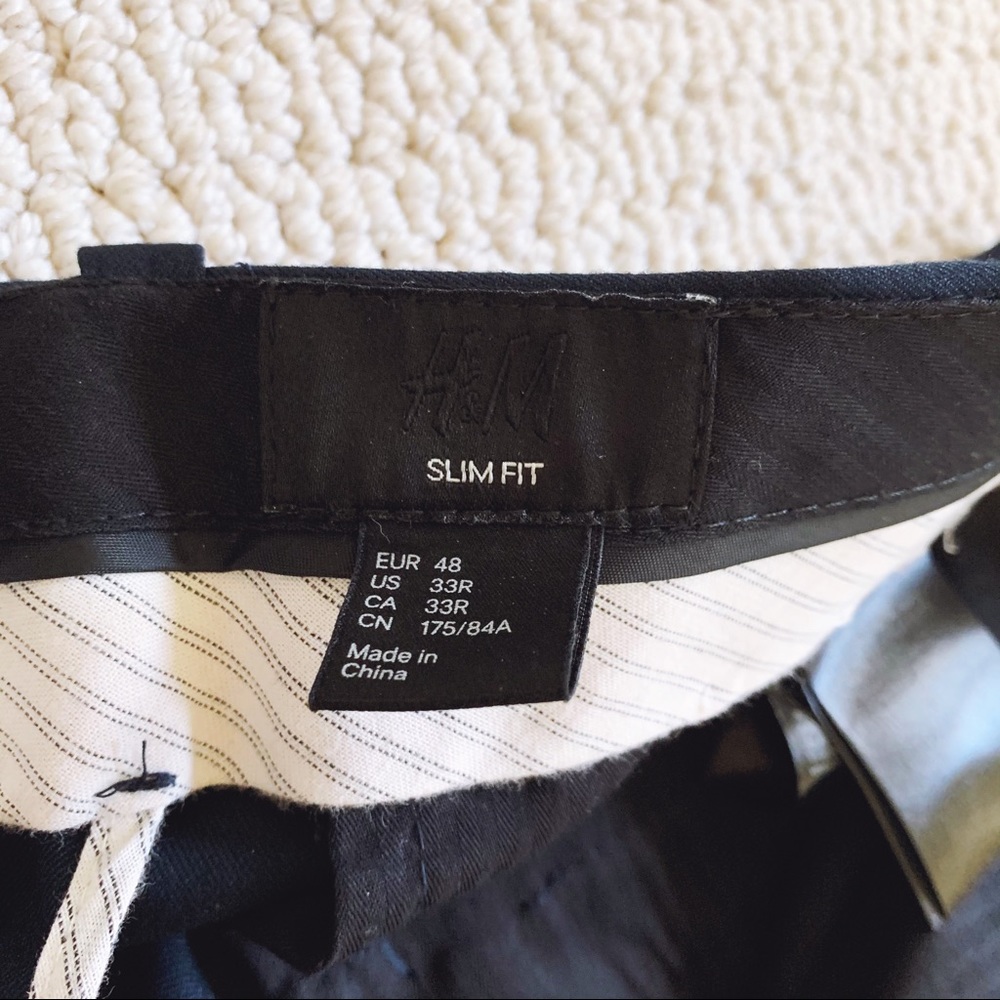 H&M
SLIM FIT
EUR 48
US 33R
CA 33R
CN 175/84A
Made in
China